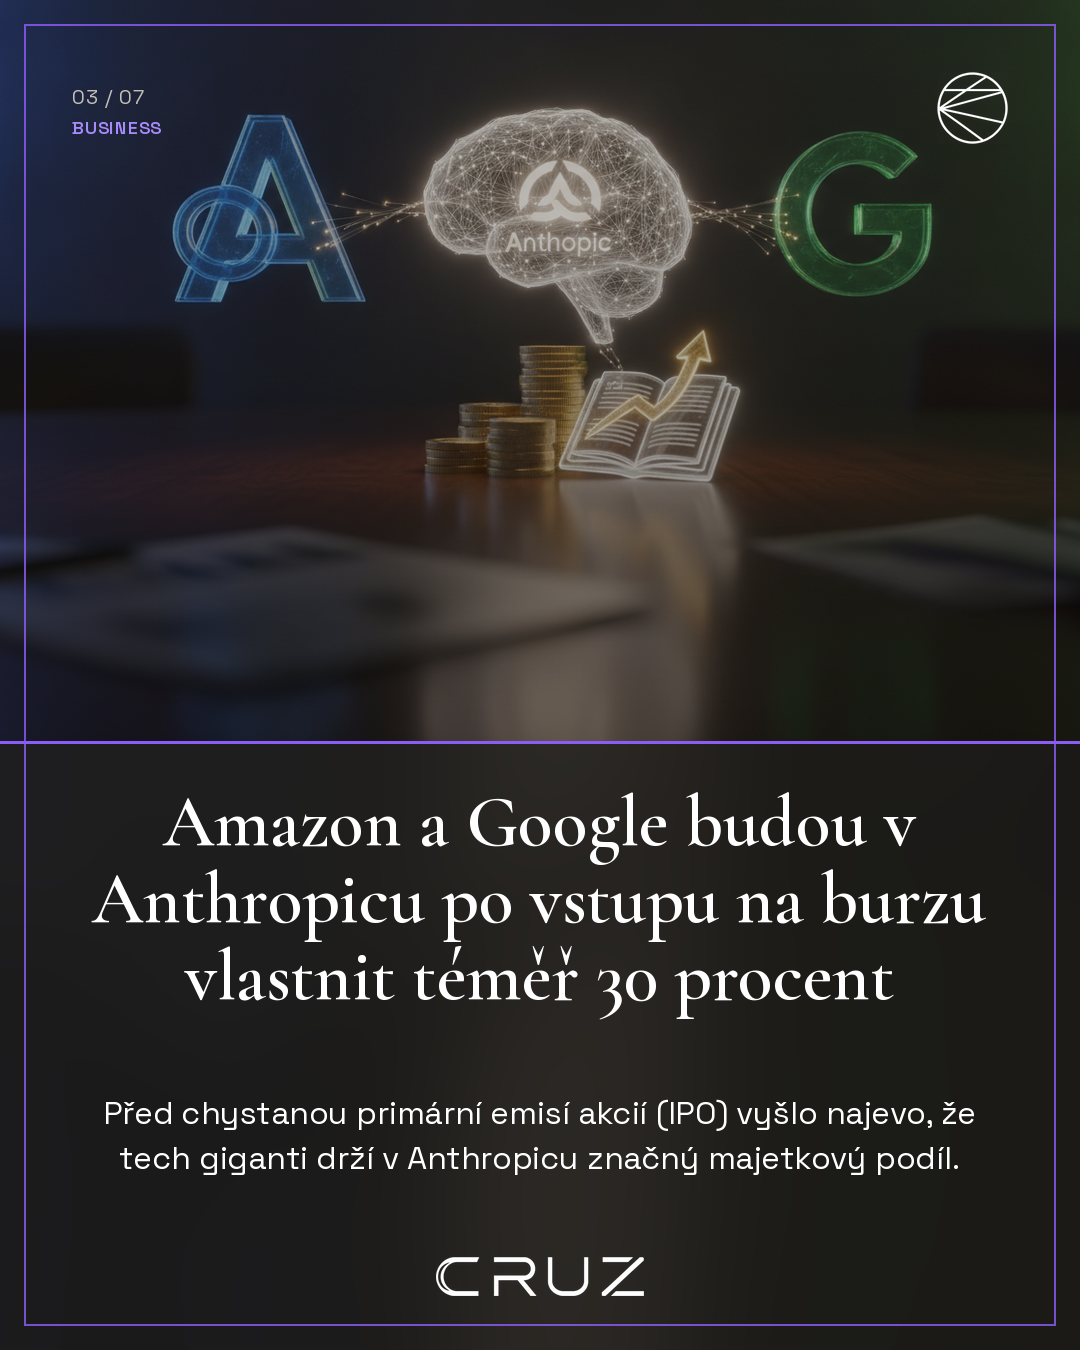 03 / 07
BUSINESS
A
G
Anthopic
Amazon a Google budou v
Anthropicu po vstupu na burzu
vlastnit téměř 30 procent
Před chystanou primární emisí akcií (IPO) vyšlo najevo, že
tech giganti drží v Anthropicu značný majetkový podíl.
CRUZ